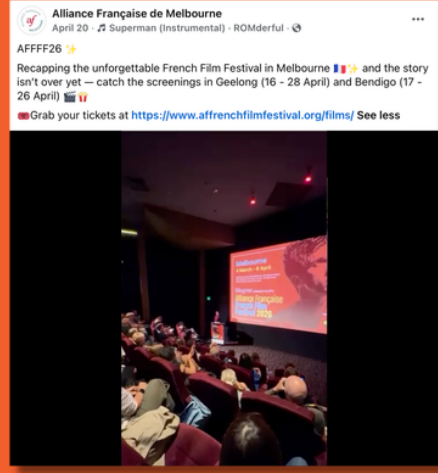 Alliance Française de Melbourne
April 20 · 🎵 Superman (Instrumental) · ROMderful ·
AFFFF26 ✨
Recapping the unforgettable French Film Festival in Melbourne 🇫🇷✨ and the story
isn't over yet — catch the screenings in Geelong (16 - 28 April) and Bendigo (17 -
26 April) 🎬🍿
🎟️Grab your tickets at https://www.affrenchfilmfestival.org/films/ See less
Melbourne
Alliance Française
French Film
Festival 2026